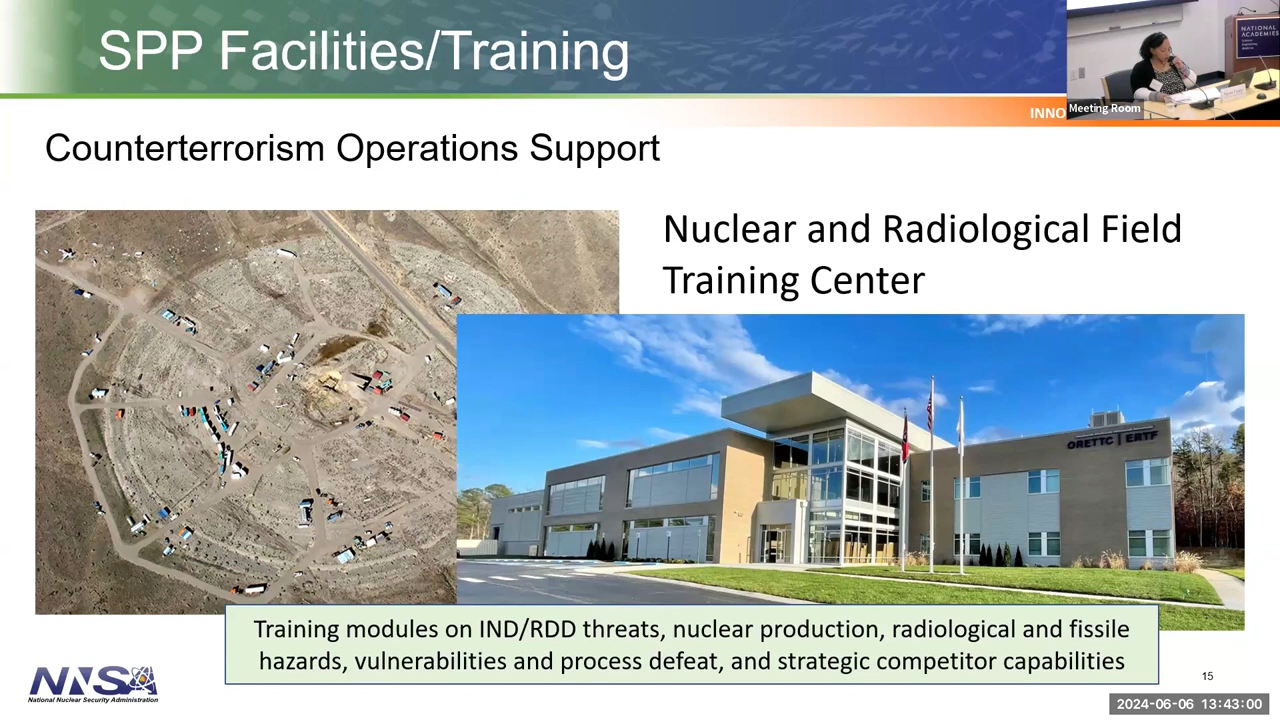 SPP Facilities/Training
NATIONAL
ACADEMIES
INNO
Meeting Room
Counterterrorism Operations Support
Nuclear and Radiological Field
Training Center
ORETTC | ERTF
Training modules on IND/RDD threats, nuclear production, radiological and fissile
hazards, vulnerabilities and process defeat, and strategic competitor capabilities
NNSA
National Nuclear Security Administration
15
2024-06-06 13:43:00